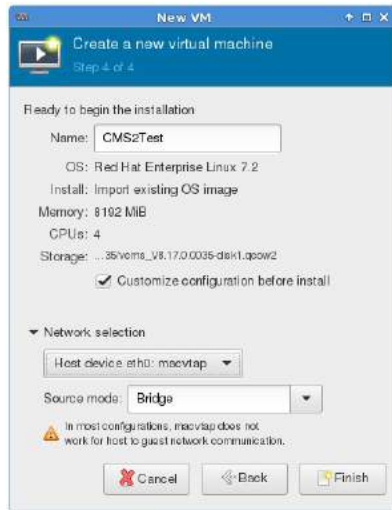 New VM
Create a new virtual machine
Step 4 of 4
Ready to begin the installation
Name: CMS2Test
OS: Red Hat Enterprise Linux 7.2
Install: Import existing OS image
Memory: 8192 MiB
CPUs: 4
Storage: ...35/vcms_V8.17.0.0035-disk1.qcow2
Customize configuration before install
Network selection
Host device eth0: macvtap
Source mode: Bridge
In most configurations, macvtap does not
work for host to guest network communication.
Cancel Back Finish